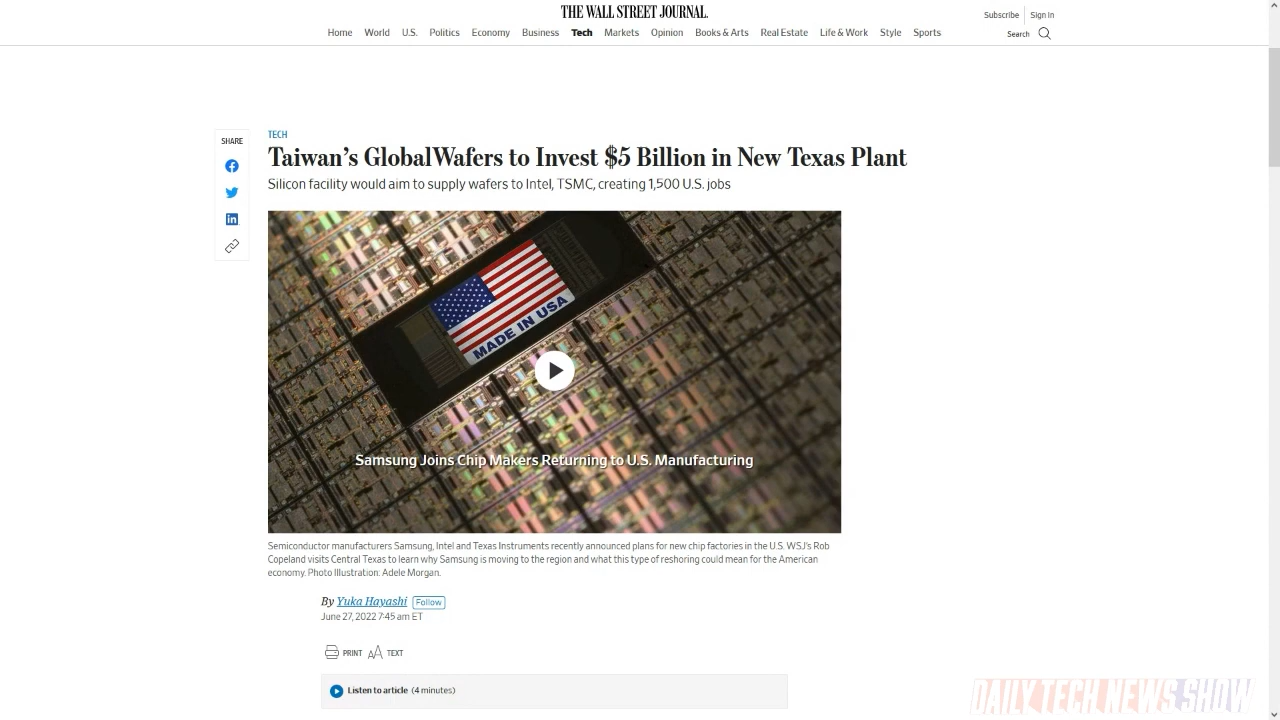 THE WALL STREET JOURNAL.
Subscribe Sign In
Home World U.S. Politics Economy Business Tech Markets Opinion Books & Arts Real Estate Life & Work Style Sports
Search
SHARE
TECH
Taiwan's GlobalWafers to Invest $5 Billion in New Texas Plant
Silicon facility would aim to supply wafers to Intel, TSMC, creating 1,500 U.S. jobs
MADE IN USA
Samsung Joins Chip Makers Returning to U.S. Manufacturing
Semiconductor manufacturers Samsung, Intel and Texas Instruments recently announced plans for new chip factories in the U.S. WSJ's Rob
Copeland visits Central Texas to learn why Samsung is moving to the region and what this type of reshoring could mean for the American
economy. Photo Illustration: Adele Morgan.
By Yuka Hayashi Follow
June 27, 2022 7:45 am ET
PRINT AA TEXT
Listen to article (4 minutes)
DAILY TECH NEWS SHOW